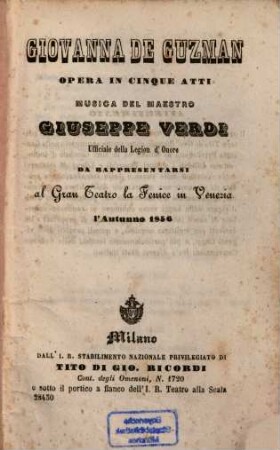 GIOVANNA DE GUZMAN
OPERA IN CINQUE ATTI
MUSICA DEL MAESTRO
GIUSEPPE VERDI
Ufficiale della Legion d'Onore
DA RAPPRESENTARSI
al Gran Teatro la Fenice in Venezia
l'Autunno 1856
Milano
DALL' I. R. STABILIMENTO NAZIONALE PRIVILEGIATO DI
TITO DI GIO. RICORDI
Cont. degli Omenoni, N. 1720
e sotto il portico a fianco dell' I. R. Teatro alla Scala
28430